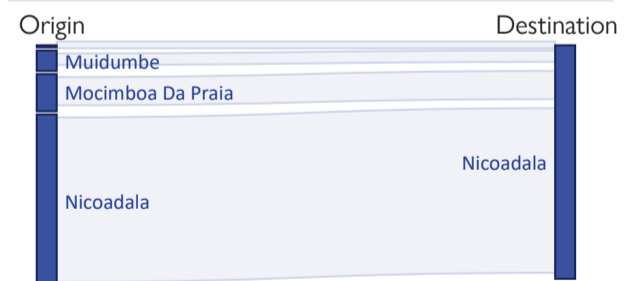 Origin
Destination
Muidumbe
Mocimboa Da Praia
Nicoadala
Nicoadala